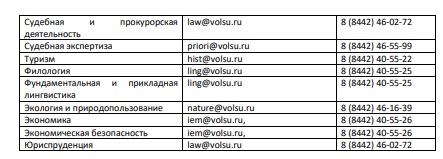 Судебная и прокурорская law@volsu.ru 8 (8442) 46-02-72
деятельность
Судебная экспертиза priori@volsu.ru 8 (8442) 46-55-99
Туризм hist@volsu.ru 8 (8442) 40-55-22
Филология ling@volsu.ru 8 (8442) 40-55-25
Фундаментальная и прикладная ling@volsu.ru 8 (8442) 40-55-25
лингвистика
Экология и природопользование nature@volsu.ru 8 (8442) 46-16-39
Экономика iem@volsu.ru, 8 (8442) 40-55-26
Экономическая безопасность iem@volsu.ru, 8 (8442) 40-55-26
Юриспруденция law@volsu.ru 8 (8442) 46-02-72